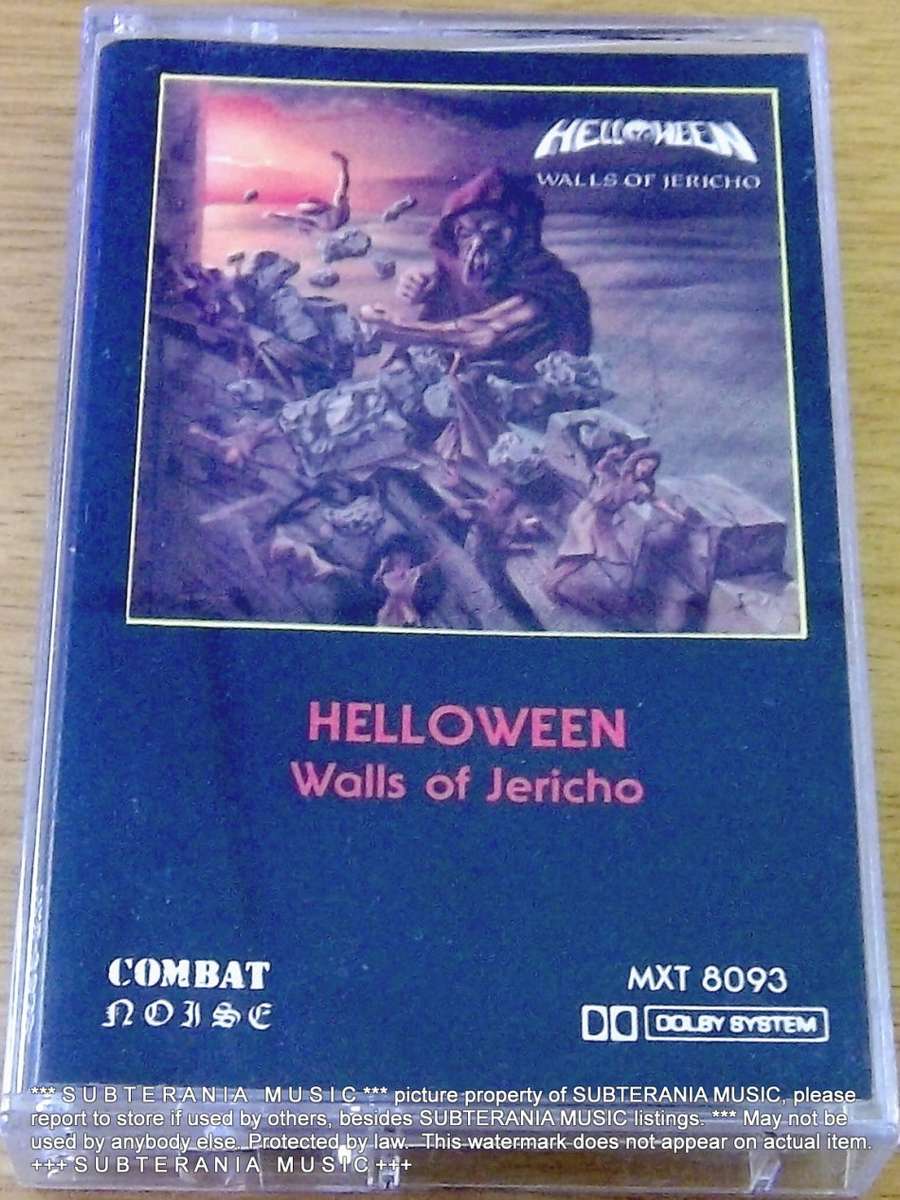 HELLOWEEN
WALLS OF JERICHO
HELLOWEEN
Walls of Jericho
COMBAT
NOISE
MXT 8093
DOLBY SYSTEM
*** S U B T E R A N I A M U S I C *** picture property of SUBTERANIA MUSIC, please
report to store if used by others, besides SUBTERANIA MUSIC listings. *** May not be
used by anybody else. Protected by law. This watermark does not appear on actual item.
+++ S U B T E R A N I A M U S I C +++